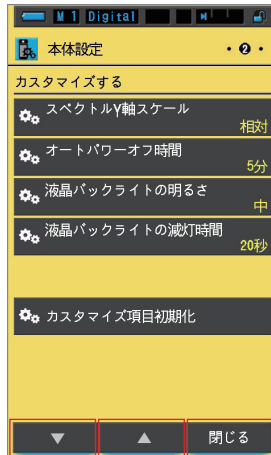 M 1 Digital
本体設定
・❷・
カスタマイズする
スペクトルY軸スケール
相対
オートパワーオフ時間
5分
液晶バックライトの明るさ
中
液晶バックライトの減灯時間
20秒
カスタマイズ項目初期化
▼ ▲ 閉じる